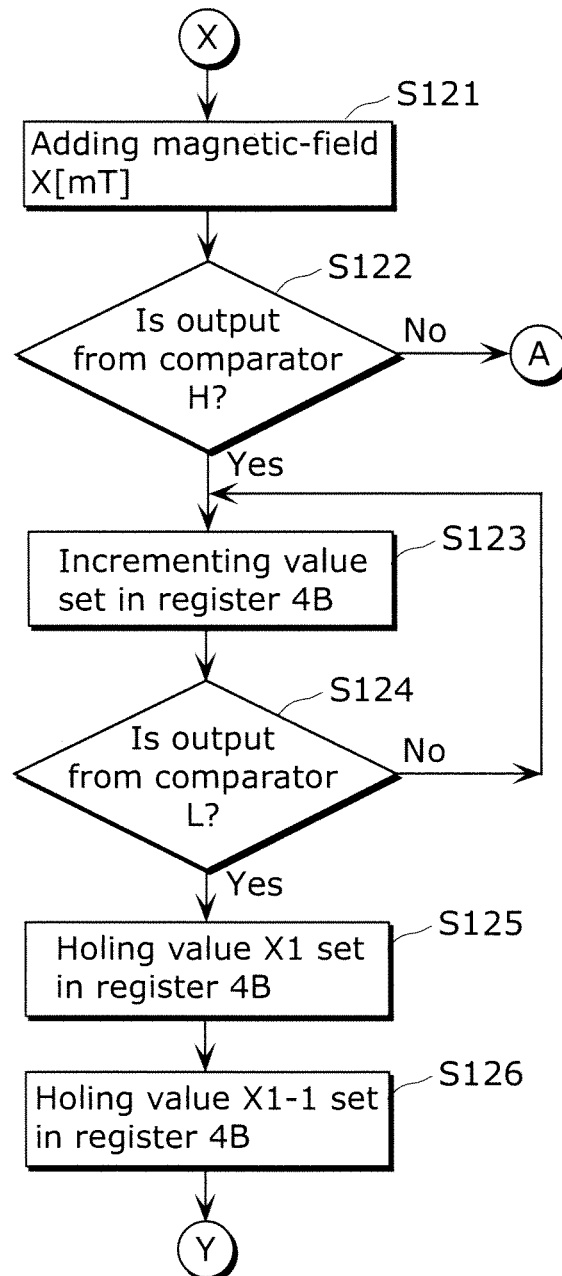 X
S121
Adding magnetic-field
X[mT]
S122
Is output
from comparator
H?
No
A
Yes
S123
Incrementing value
set in register 4B
S124
Is output
from comparator
L?
No
Yes
S125
Holing value X1 set
in register 4B
S126
Holing value X1-1 set
in register 4B
Y